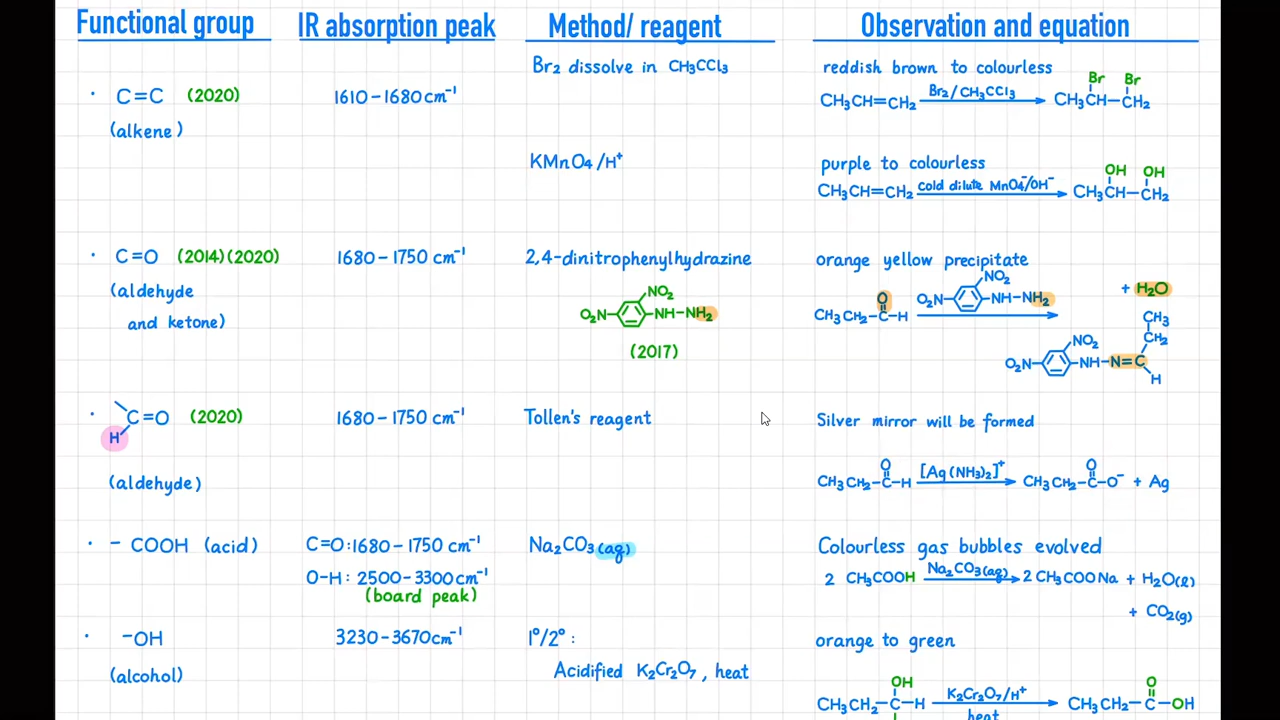 Functional group IR absorption peak Method/ reagent Observation and equation
Br₂ dissolve in CH₃CCl₃ reddish brown to colourless
· C=C (2020) 1610–1680cm⁻¹
CH₃CH=CH₂ Br₂/CH₃CCl₃ CH₃CH–CH₂
Br Br
(alkene)
KMnO₄/H⁺ purple to colourless
CH₃CH=CH₂ Cold dilute MnO₄⁻/OH⁻ CH₃CH–CH₂
OH OH
· C=O (2014)(2020) 1680–1750 cm⁻¹ 2,4-dinitrophenylhydrazine orange yellow precipitate
(aldehyde
and ketone)
O₂N NO₂ NH–NH₂
(2017)
CH₃CH₂–C–H O O₂N NO₂ NH–NH₂ + H₂O
O₂N NO₂ NH–N=C CH₂ CH₃ H
· C=O H (2020) 1680–1750 cm⁻¹ Tollen's reagent Silver mirror will be formed
(aldehyde)
CH₃CH₂–C–H O [Ag(NH₃)₂]⁺ CH₃CH₂–C–O⁻ O + Ag
· – COOH (acid) C=O:1680–1750 cm⁻¹ Na₂CO₃(aq) Colourless gas bubbles evolved
O–H: 2500–3300cm⁻¹
(board peak)
2 CH₃COOH Na₂CO₃(aq) 2 CH₃COONa + H₂O(l)
+ CO₂(g)
· –OH 3230–3670cm⁻¹ 1°/2° : orange to green
(alcohol) Acidified K₂Cr₂O₇, heat
OH O
CH₃CH₂–C–H K₂Cr₂O₇/H⁺ CH₃CH₂–C–OH
heat